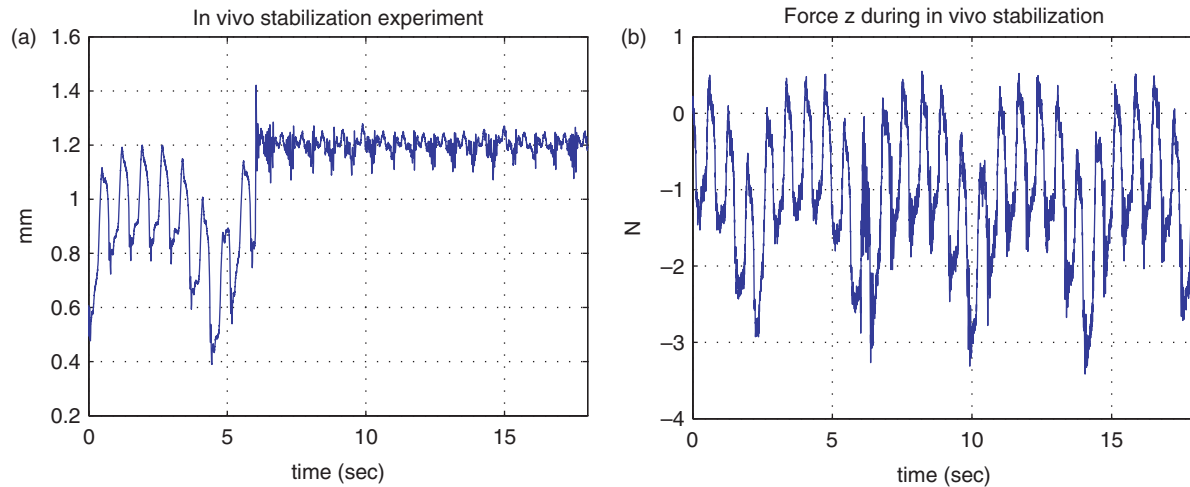 In vivo stabilization experiment
(a)
1.6
1.4
1.2
1
0.8
0.6
0.4
0.2
mm
0
5
10
15
time (sec)
Force z during in vivo stabilization
(b)
1
0
−1
−2
−3
−4
N
0
5
10
15
time (sec)